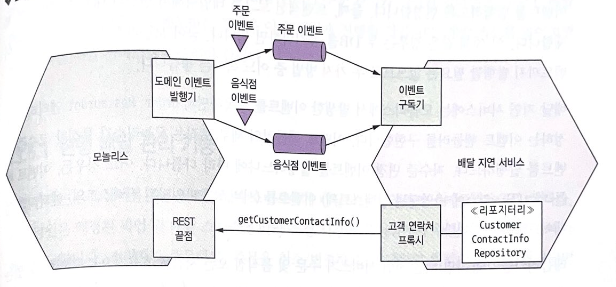 주문
이벤트
주문 이벤트
도메인 이벤트
발행기
음식점
이벤트
음식점 이벤트
이벤트
구독기
모놀리스
배달 지연 서비스
REST
끝점
getCustomerContactInfo()
고객 연락처
프록시
≪리포지터리≫
Customer
ContactInfo
Repository